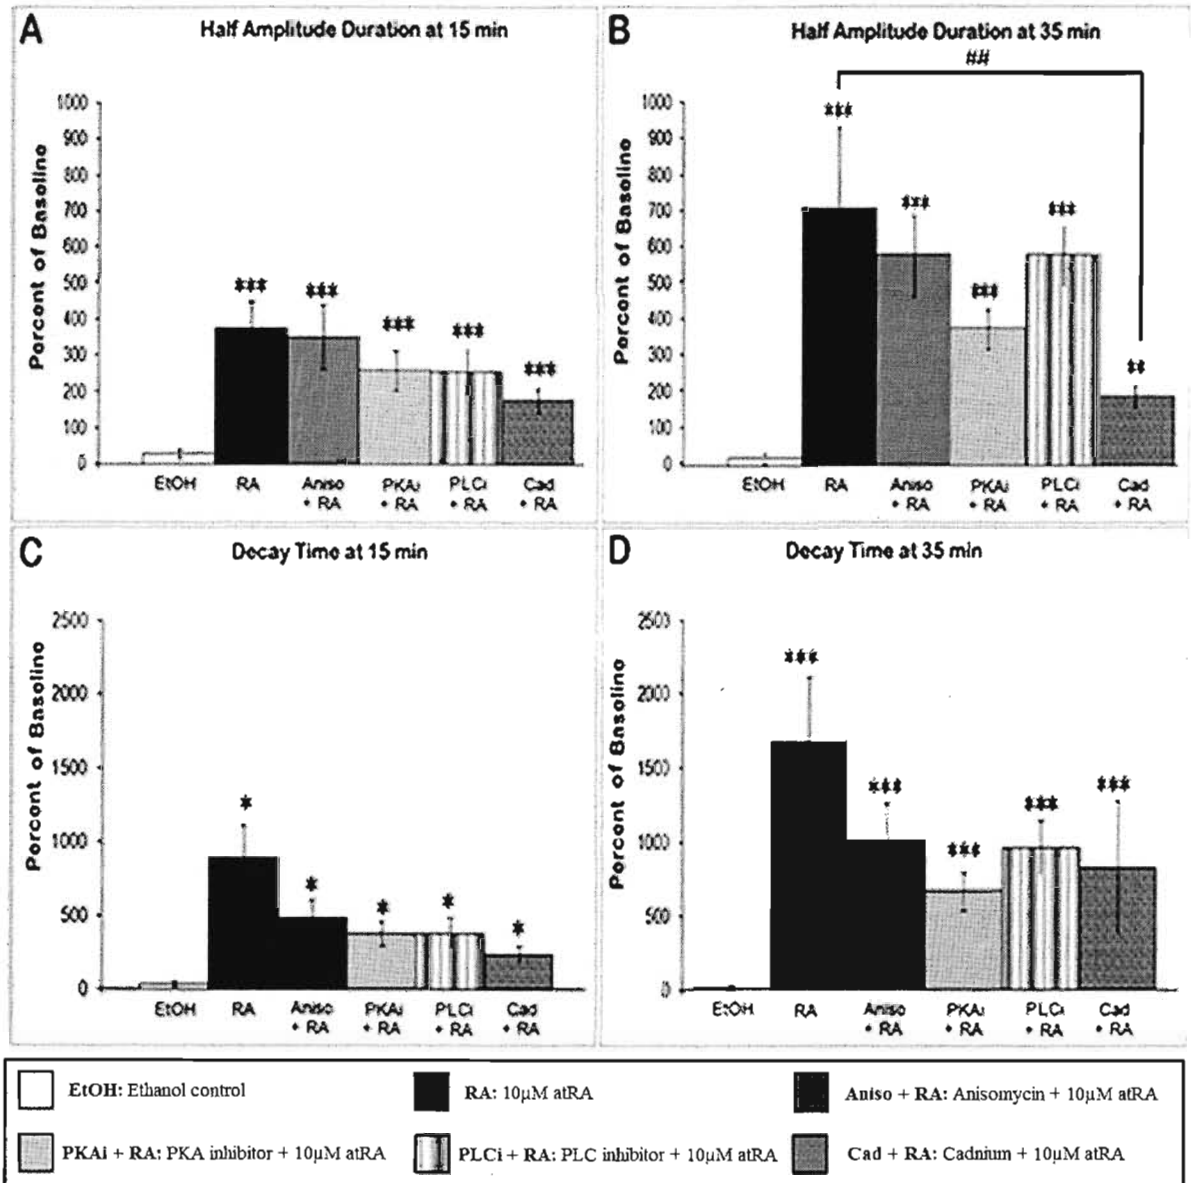 A
Half Amplitude Duration at 15 min
1000
900
800
700
600
500
400
300
200
100
0
Percent of Basolino
***
***
***
***
***
EtOH
RA
Aniso
+ RA
PKAi
+ RA
PLCi
+ RA
Cad
+ RA
B
Half Amplitude Duration at 35 min
##
1000
900
800
700
600
500
400
300
200
100
0
Percent of Basolino
***
***
***
***
**
EtOH
RA
Aniso
+ RA
PKAi
+ RA
PLCi
+ RA
Cad
+ RA
C
Decay Time at 15 min
2500
2000
1500
1000
500
0
Percent of Basolino
*
*
*
*
*
EtOH
RA
Aniso
+ RA
PKAi
+ RA
PLCi
+ RA
Cad
+ RA
D
Decay Time at 35 min
2500
2000
1500
1000
500
0
Percent of Basolino
***
***
***
***
***
EtOH
RA
Aniso
+ RA
PKAi
+ RA
PLCi
+ RA
Cad
+ RA
EtOH: Ethanol control
RA: 10µM atRA
Aniso + RA: Anisomycin + 10µM atRA
PKAi + RA: PKA inhibitor + 10µM atRA
PLCi + RA: PLC inhibitor + 10µM atRA
Cad + RA: Cadnium + 10µM atRA